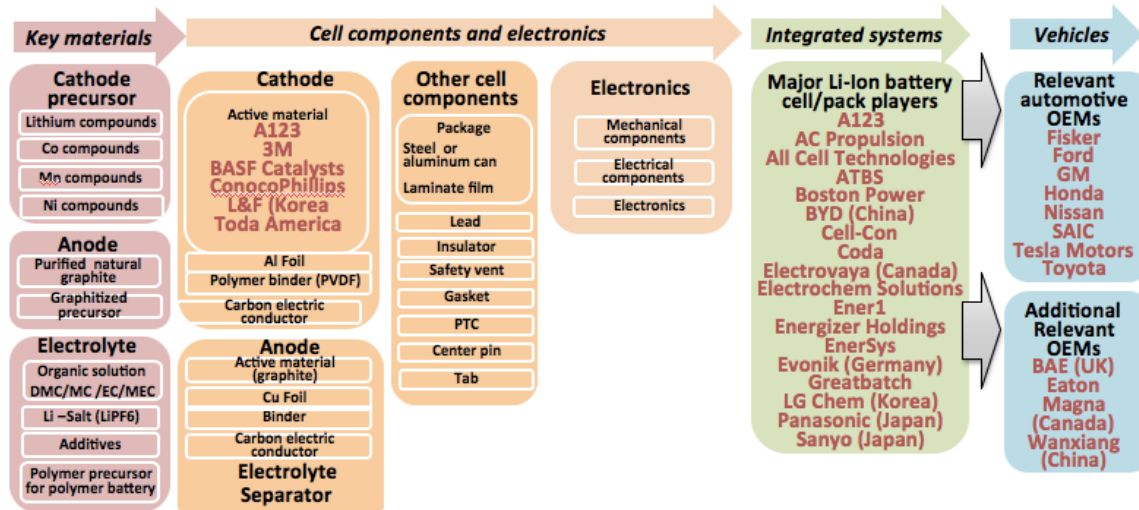 Key materials
Cell components and electronics
Integrated systems
Vehicles
Cathode
precursor
Lithium compounds
Co compounds
Mn compounds
Ni compounds
Anode
Purified natural
graphite
Graphitized
precursor
Electrolyte
Organic solution
DMC/MC /EC/MEC
Li –Salt (LiPF6)
Additives
Polymer precursor
for polymer battery
Cathode
Active material
A123
3M
BASF Catalysts
ConocoPhillips
L&F (Korea
Toda America
Al Foil
Polymer binder (PVDF)
Carbon electric
conductor
Anode
Active material
(graphite)
Cu Foil
Binder
Carbon electric
conductor
Electrolyte
Separator
Other cell
components
Package
Steel or
aluminum can
Laminate film
Lead
Insulator
Safety vent
Gasket
PTC
Center pin
Tab
Electronics
Mechanical
components
Electrical
components
Electronics
Major Li-Ion battery
cell/pack players
A123
AC Propulsion
All Cell Technologies
ATBS
Boston Power
BYD (China)
Cell-Con
Coda
Electrovaya (Canada)
Electrochem Solutions
Ener1
Energizer Holdings
EnerSys
Evonik (Germany)
Greatbatch
LG Chem (Korea)
Panasonic (Japan)
Sanyo (Japan)
Relevant
automotive
OEMs
Fisker
Ford
GM
Honda
Nissan
SAIC
Tesla Motors
Toyota
Additional
Relevant
OEMs
BAE (UK)
Eaton
Magna
(Canada)
Wanxiang
(China)